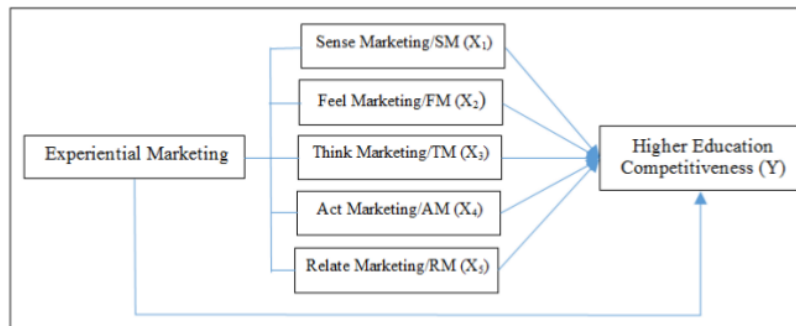 Sense Marketing/SM (X₁)
Feel Marketing/FM (X₂)
Experiential Marketing
Think Marketing/TM (X₃)
Higher Education
Competitiveness (Y)
Act Marketing/AM (X₄)
Relate Marketing/RM (X₅)